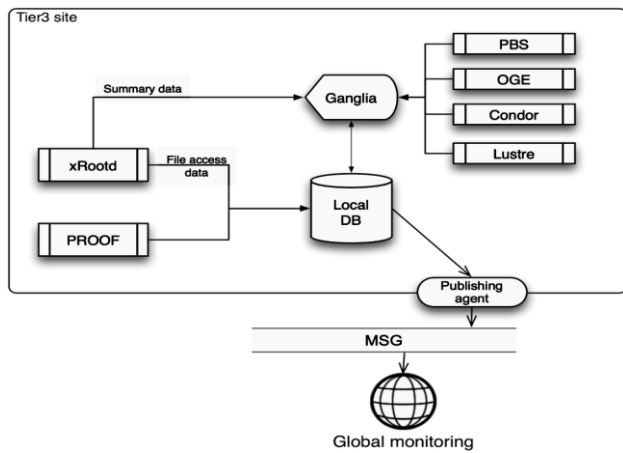 Tier3 site
PBS
Summary data
Ganglia
OGE
Condor
xRootd
File access
data
Lustre
PROOF
Local
DB
Publishing
agent
MSG
Global monitoring